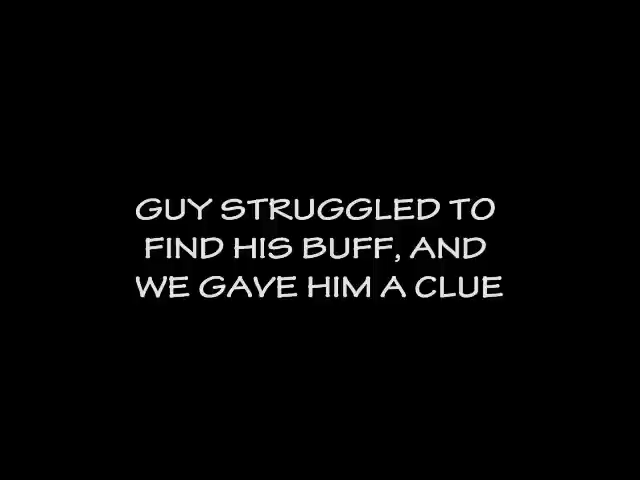 GUY STRUGGLED TO
FIND HIS BUFF, AND
WE GAVE HIM A CLUE